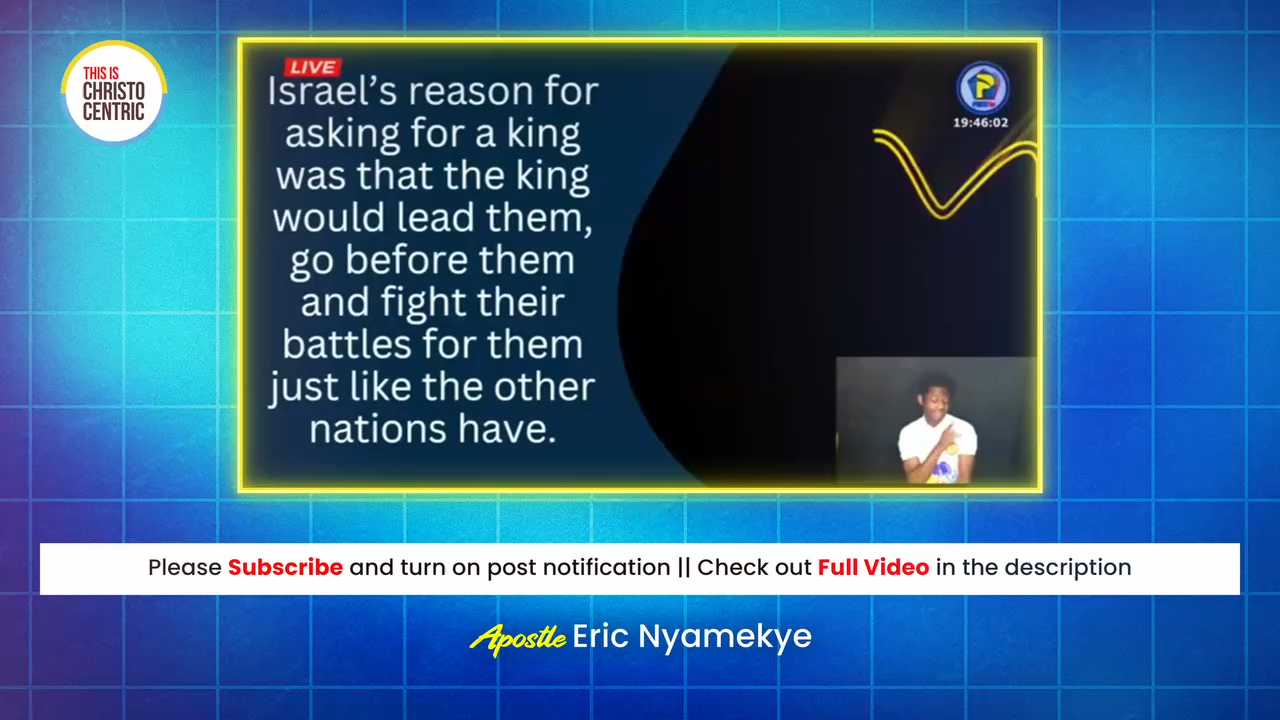 THIS IS
CHRISTO
CENTRIC
LIVE
Israel’s reason for
asking for a king
was that the king
would lead them,
go before them
and fight their
battles for them
just like the other
nations have.
19:46:02
Please Subscribe and turn on post notification || Check out Full Video in the description
Apostle Eric Nyamekye